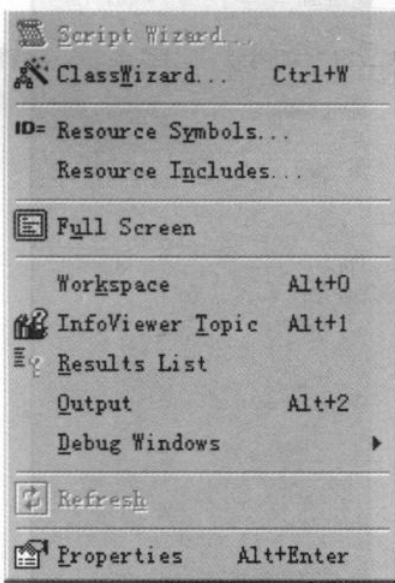 Script Wizard...
ClassWizard... Ctrl+W
ID= Resource Symbols...
Resource Includes...
Full Screen
Workspace Alt+0
InfoViewer Topic Alt+1
Results List
Output Alt+2
Debug Windows
Refresh
Properties Alt+Enter